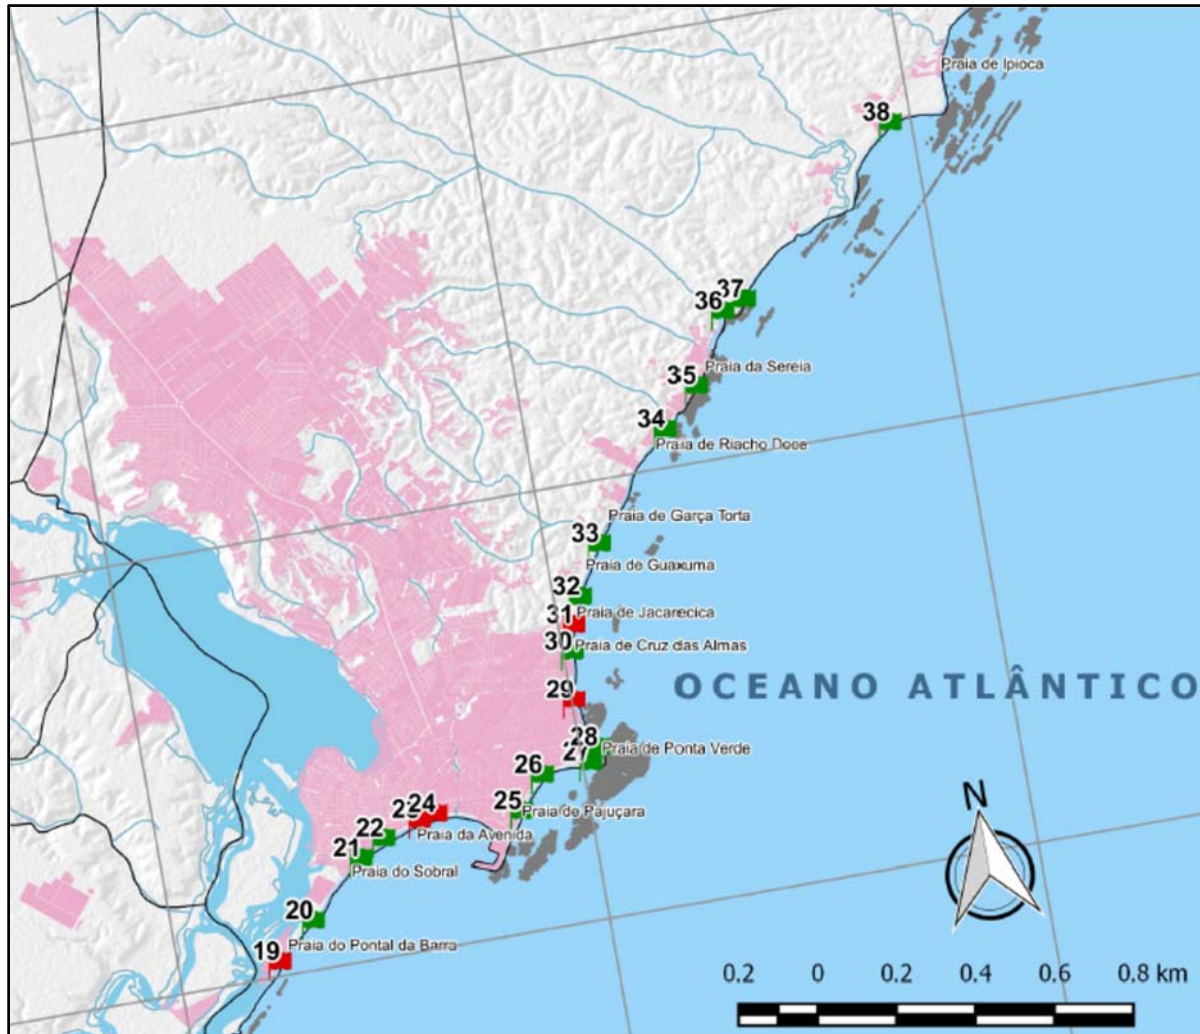 Praia de Ipioca
38
37
36
Praia da Sereia
35
34
Praia de Riacho Doce
Praia de Garça Torta
33
Praia de Guaxuma
32
Praia de Jacarecica
31
30
Praia de Cruz das Almas
29
OCEANO ATLÂNTICO
28
27
Praia de Ponta Verde
26
25
Praia de Pajuçara
23
24
Praia da Avenida
22
21
Praia do Sobral
20
Praia do Pontal da Barra
19
N
0.2 0 0.2 0.4 0.6 0.8 km